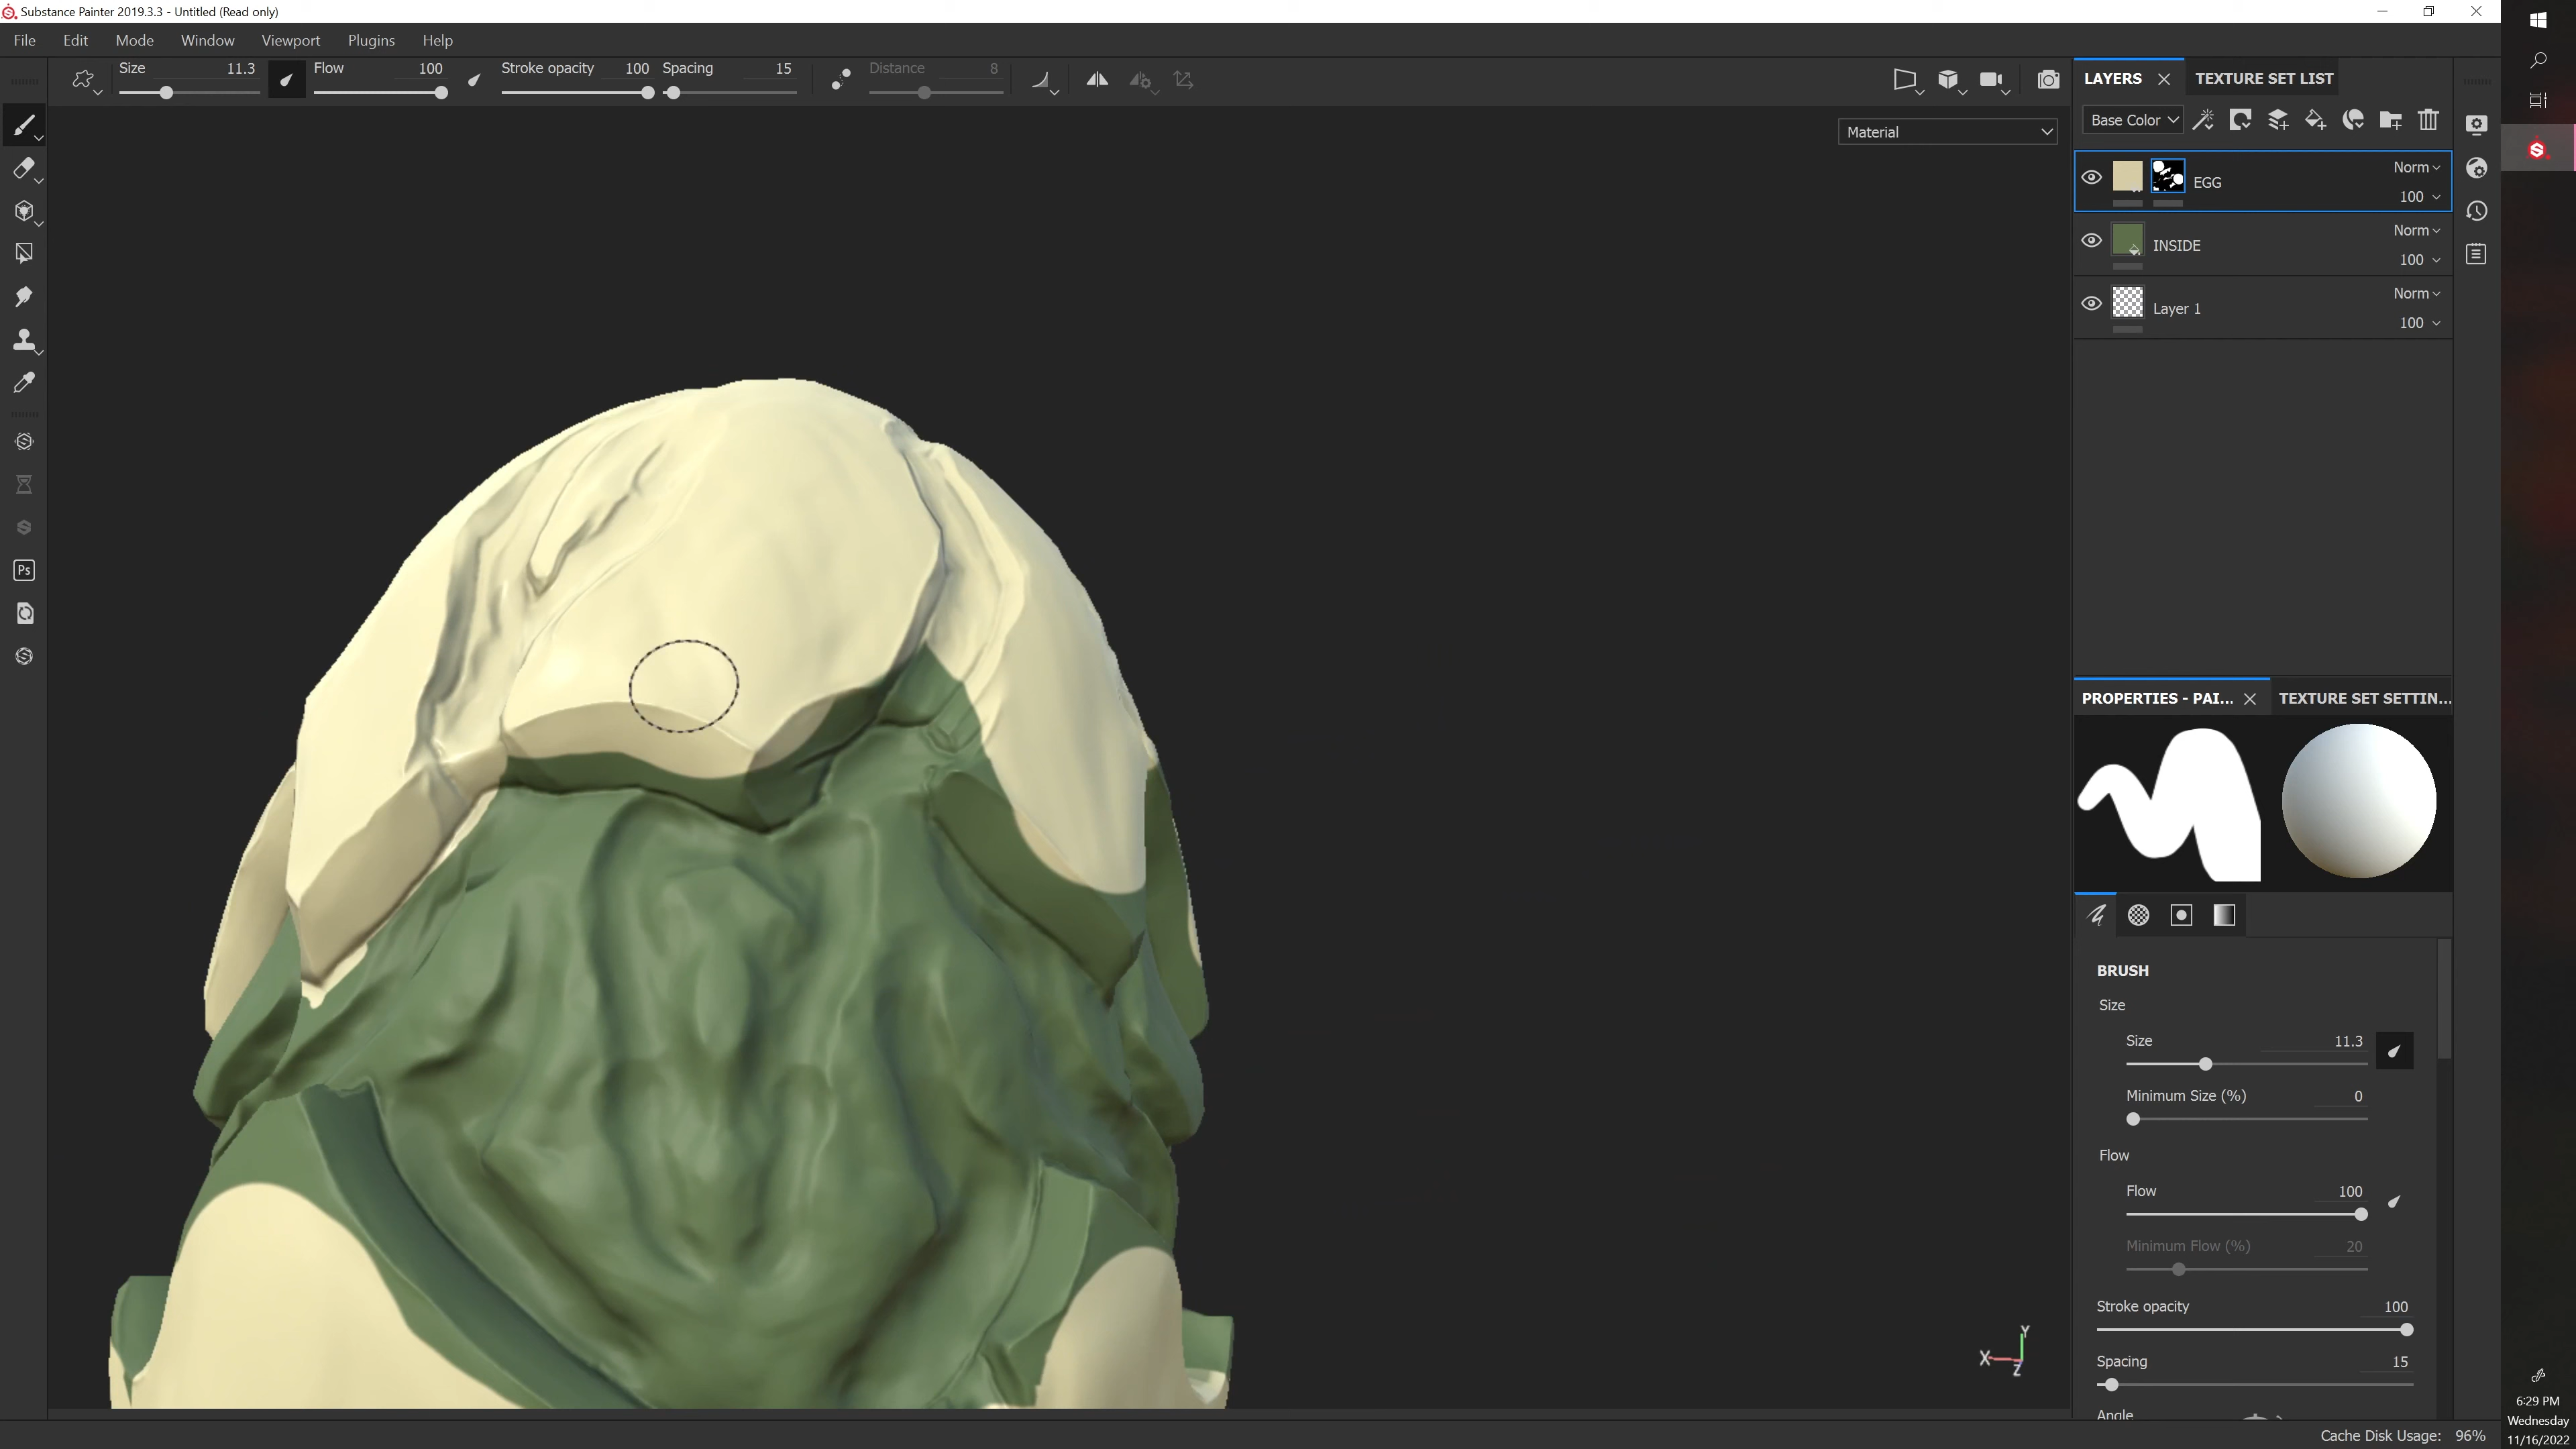 Substance Painter 2019.3.3 - Untitled (Read only)
File Edit Mode Window Viewport Plugins Help
Size 11.3 Flow 100 Stroke opacity 100 Spacing 15 Distance 8
Material
LAYERS TEXTURE SET LIST
Base Color
EGG Norm
100
INSIDE Norm
100
Layer 1 Norm
100
Ps
PROPERTIES - PAI... TEXTURE SET SETTIN...
BRUSH
Size
Size 11.3
Minimum Size (%) 0
Flow
Flow 100
Minimum Flow (%) 20
Stroke opacity 100
Spacing 15
Angle
Y
X
Z
Cache Disk Usage: 96%
6:29 PM
Wednesday
11/16/2022